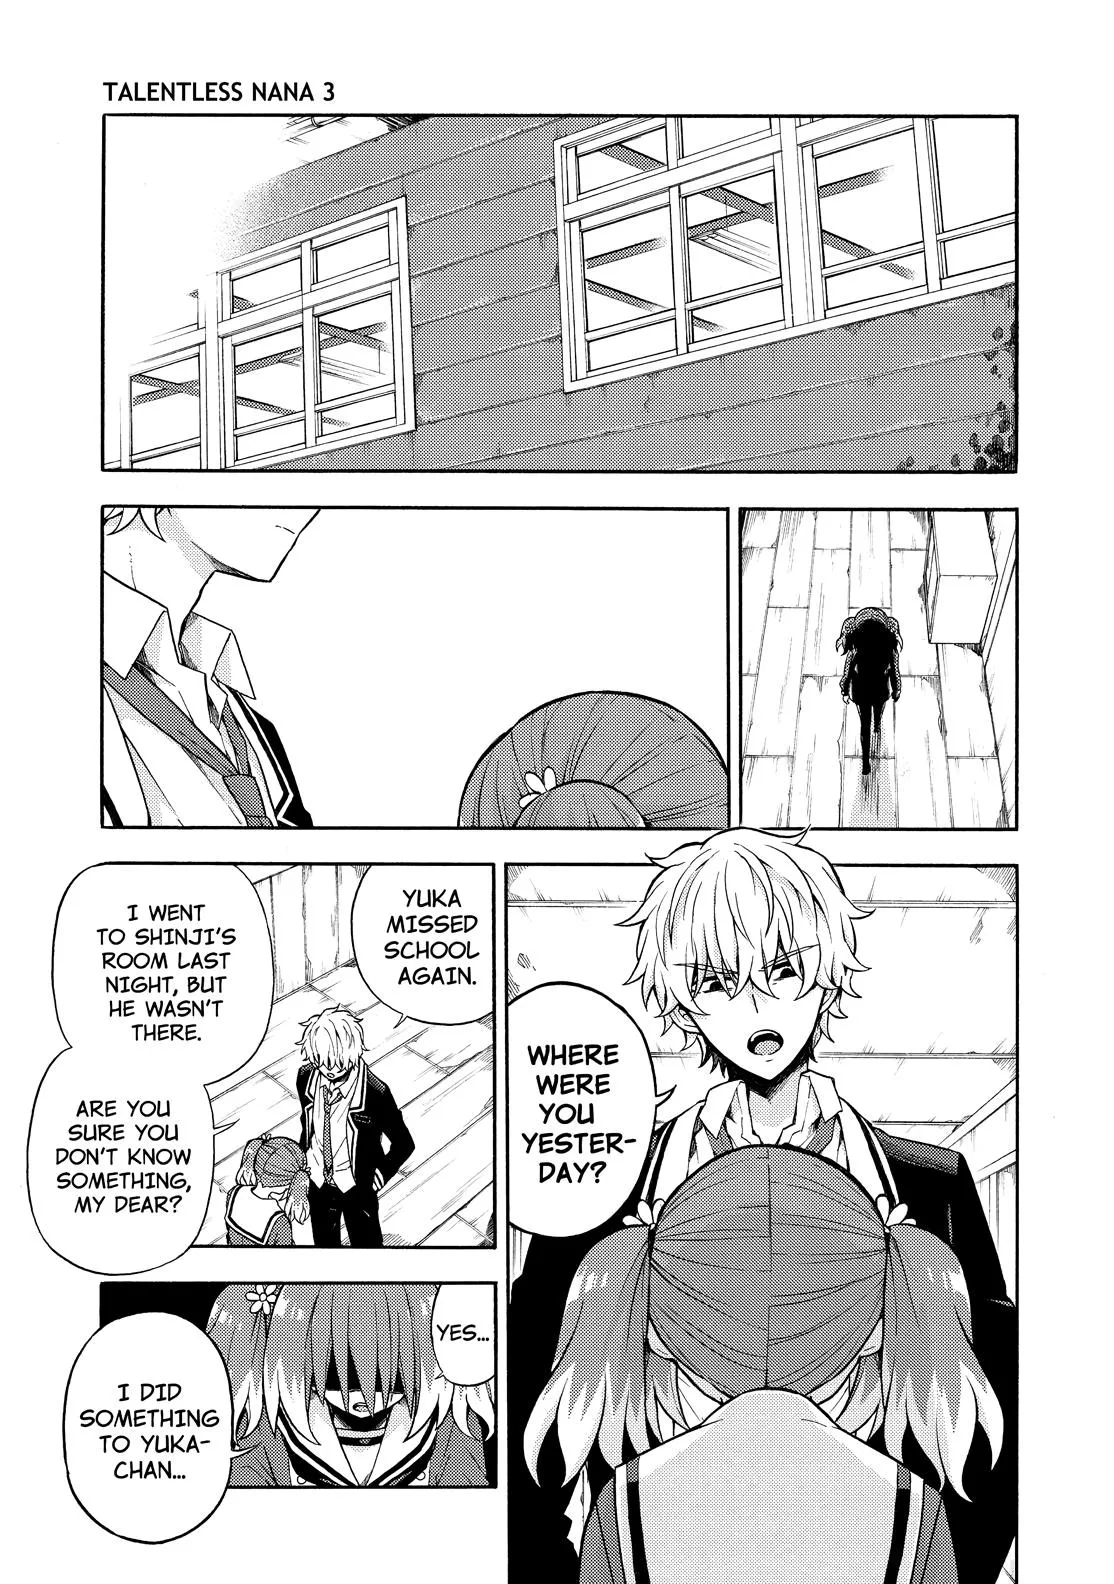 TALENTLESS NANA 3
WHERE
WERE
YOU
YESTER-
DAY?
YUKA
MISSED
SCHOOL
AGAIN.
I WENT
TO SHINJI'S
ROOM LAST
NIGHT, BUT
HE WASN'T
THERE.
ARE YOU
SURE YOU
DON'T KNOW
SOMETHING,
MY DEAR?
YES...
I DID
SOMETHING
TO YUKA-
CHAN...